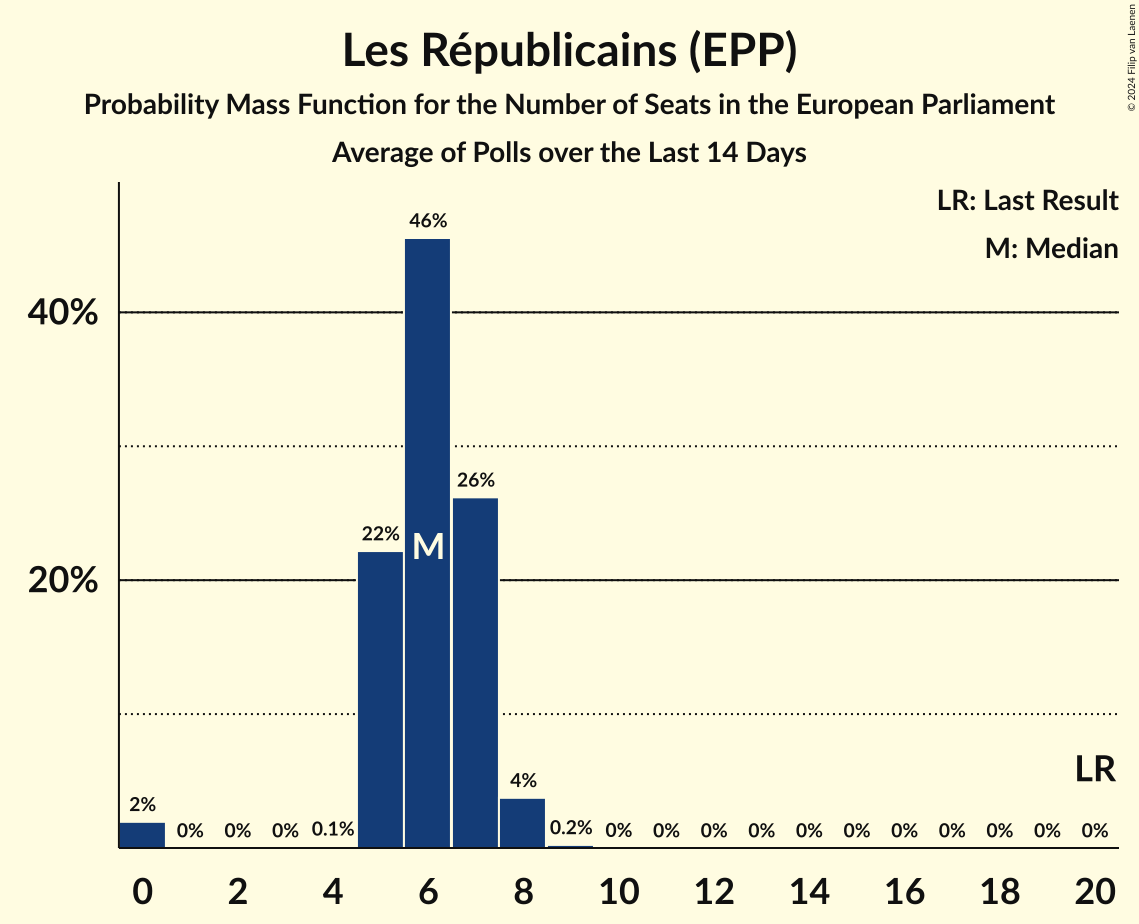 Les Républicains (EPP)
Probability Mass Function for the Number of Seats in the European Parliament
Average of Polls over the Last 14 Days
© 2024 Filip van Laenen
LR: Last Result
M: Median
46%
40%
26%
22%
M
20%
LR
4%
2%
0% 0% 0% 0.1% 0.2% 0% 0% 0% 0% 0% 0% 0% 0% 0% 0% 0%
0 2 4 6 8 10 12 14 16 18 20